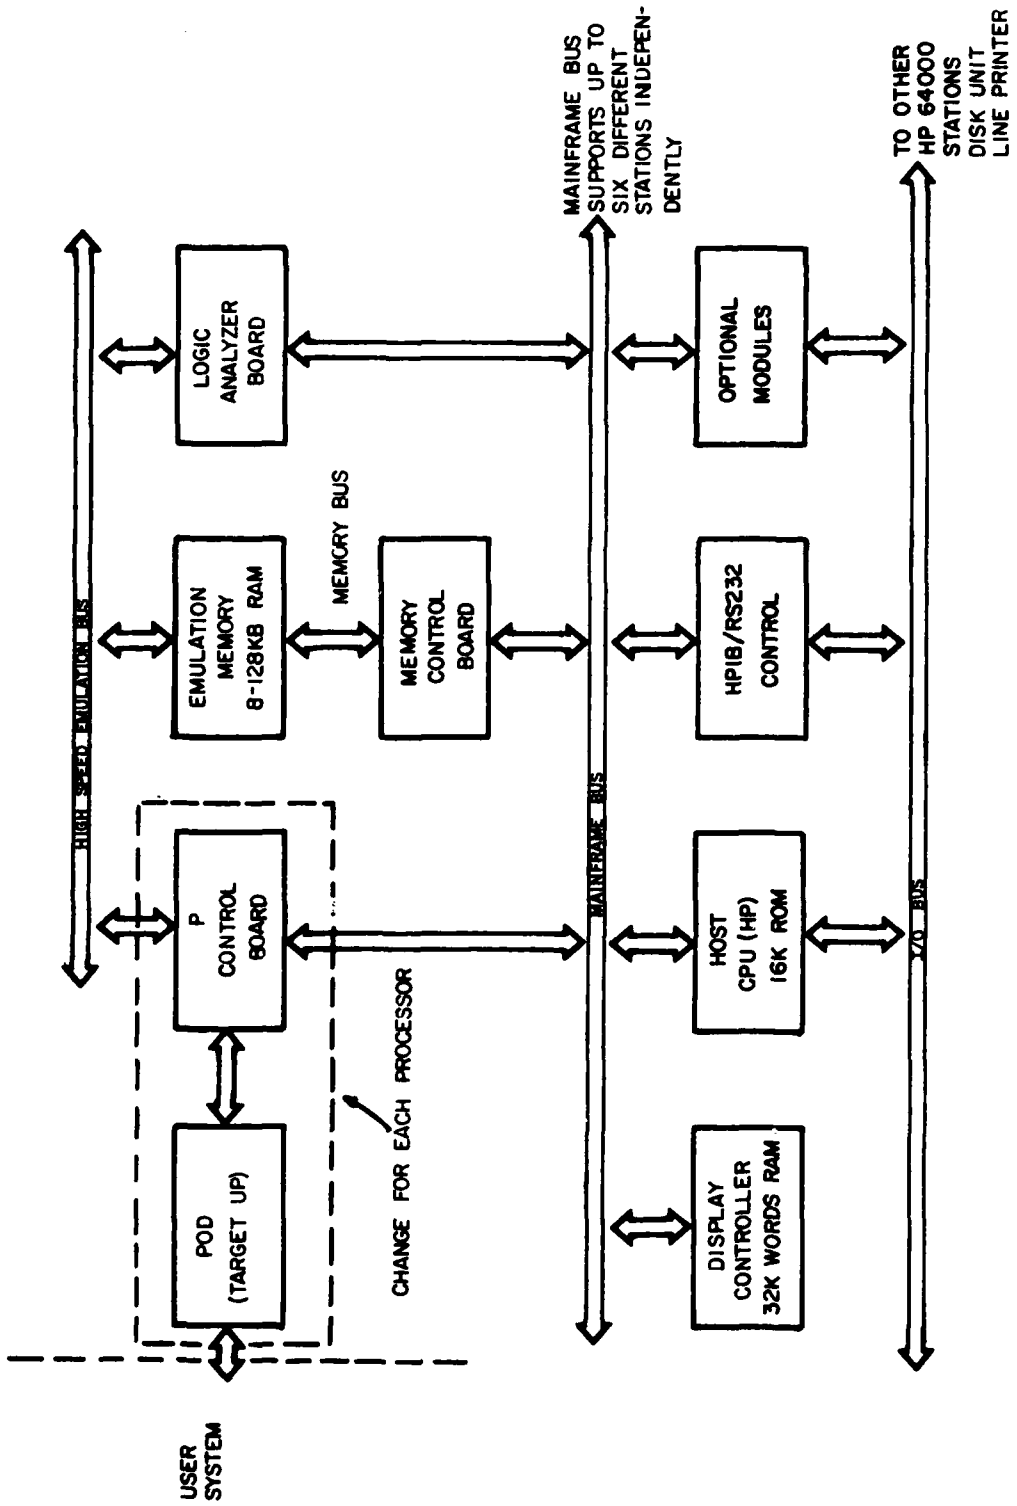 HIGH SPEED EMULATION BUS
USER
SYSTEM
POD
(TARGET UP)
P
CONTROL
BOARD
EMULATION
MEMORY
8-128KB RAM
LOGIC
ANALYZER
BOARD
MEMORY BUS
CHANGE FOR EACH PROCESSOR
MEMORY
CONTROL
BOARD
MAINFRAME BUS
MAINFRAME BUS
SUPPORTS UP TO
SIX DIFFERENT
STATIONS INDEPEN-
DENTLY
DISPLAY
CONTROLLER
32K WORDS RAM
HOST
CPU (HP)
16K ROM
HPIB/RS232
CONTROL
OPTIONAL
MODULES
I/O BUS
TO OTHER
HP 64000
STATIONS
DISK UNIT
LINE PRINTER